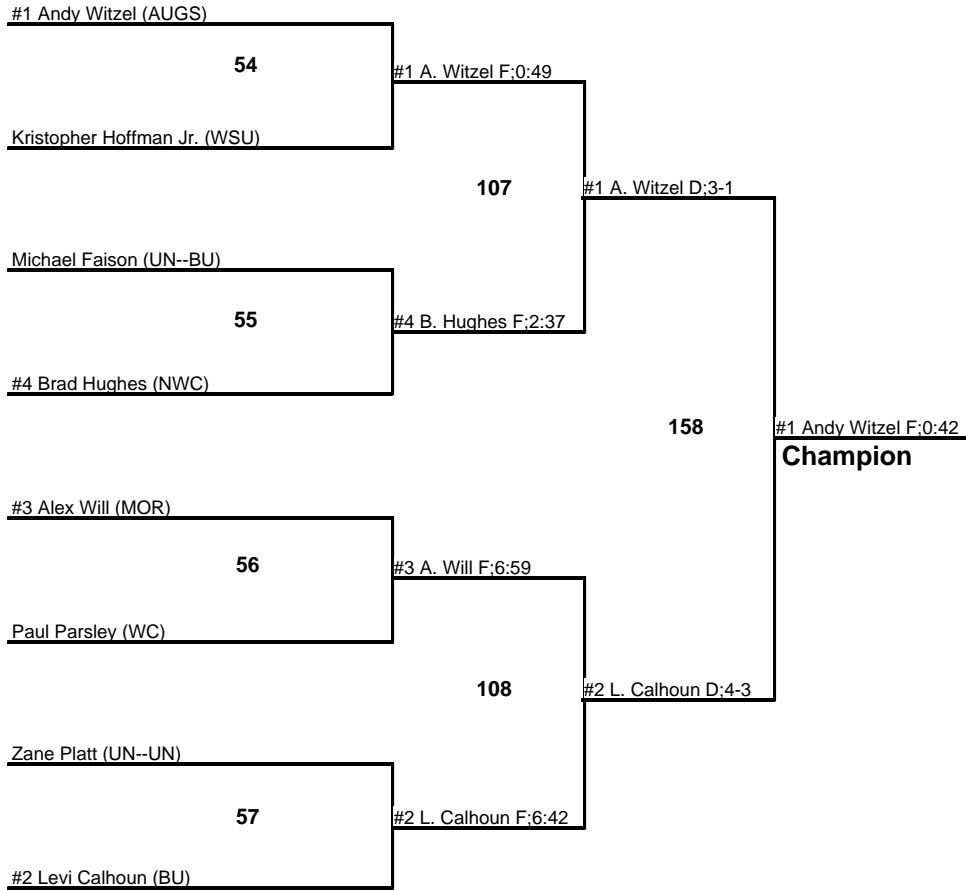 #1 Andy Witzel (AUGS)
54
#1 A. Witzel F;0:49
Kristopher Hoffman Jr. (WSU)
107
#1 A. Witzel D;3-1
Michael Faison (UN--BU)
55
#4 B. Hughes F;2:37
#4 Brad Hughes (NWC)
158
#1 Andy Witzel F;0:42
Champion
#3 Alex Will (MOR)
56
#3 A. Will F;6:59
Paul Parsley (WC)
108
#2 L. Calhoun D;4-3
Zane Platt (UN--UN)
57
#2 L. Calhoun F;6:42
#2 Levi Calhoun (BU)